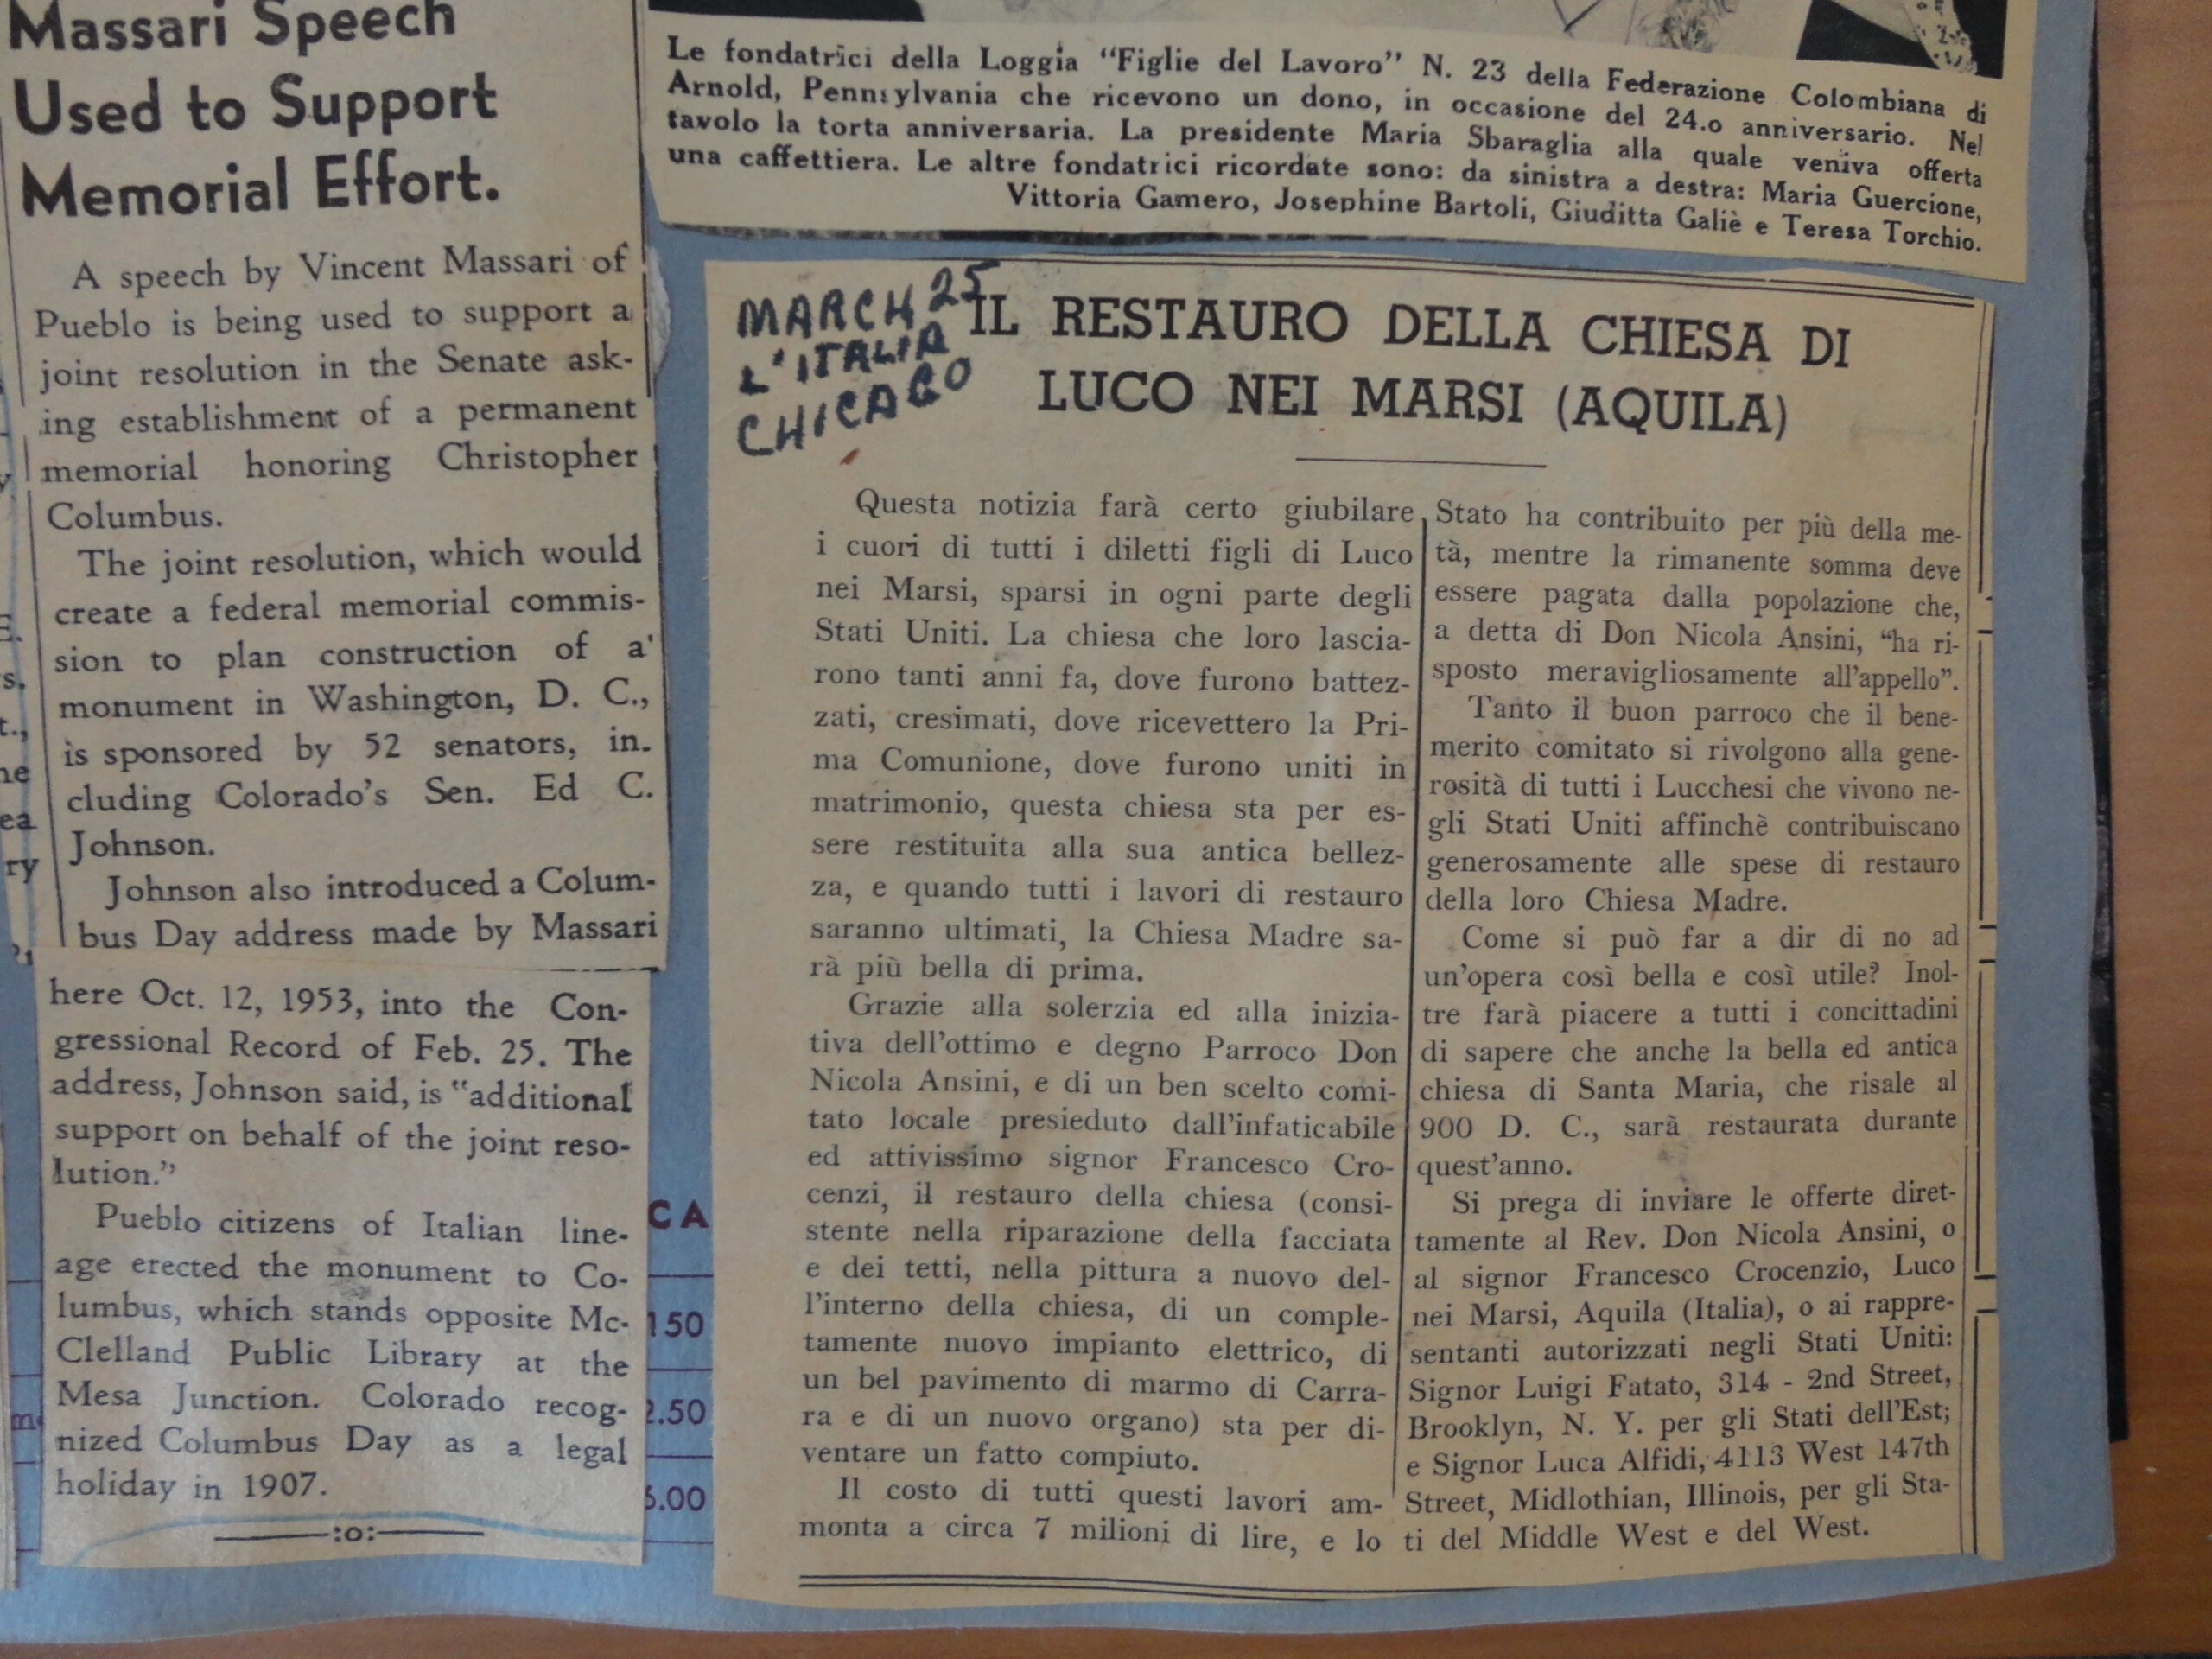 Massari Speech
Used to Support
Memorial Effort.
A speech by Vincent Massari of
Pueblo is being used to support a
joint resolution in the Senate ask-
ing establishment of a permanent
memorial honoring Christopher
Columbus.
The joint resolution, which would
create a federal memorial commis-
sion to plan construction of a
monument in Washington, D. C.,
is sponsored by 52 senators, in-
cluding Colorado's Sen. Ed C.
Johnson.
Johnson also introduced a Colum-
bus Day address made by Massari
here Oct. 12, 1953, into the Con-
gressional Record of Feb. 25. The
address, Johnson said, is "additional
support on behalf of the joint reso-
lution."
Pueblo citizens of Italian line-
age erected the monument to Co-
lumbus, which stands opposite Mc-
Clelland Public Library at the
Mesa Junction. Colorado recog-
nized Columbus Day as a legal
holiday in 1907.
:o:
Le fondatrici della Loggia "Figlie del Lavoro" N. 23 della Federazione Colombiana di
Arnold, Pennsylvania che ricevono un dono, in occasione del 24.o anniversario. Nel
tavolo la torta anniversaria. La presidente Maria Sbaraglia alla quale veniva offerta
una caffettiera. Le altre fondatrici ricordate sono: da sinistra a destra: Maria Guercione,
Vittoria Gamero, Josephine Bartoli, Giuditta Galiè e Teresa Torchio.
MARCH 25
L'ITALIA
CHICAGO
IL RESTAURO DELLA CHIESA DI
LUCO NEI MARSI (AQUILA)
Questa notizia farà certo giubilare
i cuori di tutti i diletti figli di Luco
nei Marsi, sparsi in ogni parte degli
Stati Uniti. La chiesa che loro lascia-
rono tanti anni fa, dove furono battez-
zati, cresimati, dove ricevettero la Pri-
ma Comunione, dove furono uniti in
matrimonio, questa chiesa sta per es-
sere restituita alla sua antica bellez-
za, e quando tutti i lavori di restauro
saranno ultimati, la Chiesa Madre sa-
rà più bella di prima.
Grazie alla solerzia ed alla inizia-
tiva dell'ottimo e degno Parroco Don
Nicola Ansini, e di un ben scelto comi-
tato locale presieduto dall'infaticabile
ed attivissimo signor Francesco Cro-
cenzi, il restauro della chiesa (consi-
stente nella riparazione della facciata
e dei tetti, nella pittura a nuovo del-
l'interno della chiesa, di un comple-
tamente nuovo impianto elettrico, di
un bel pavimento di marmo di Carra-
ra e di un nuovo organo) sta per di-
ventare un fatto compiuto.
Il costo di tutti questi lavori am-
monta a circa 7 milioni di lire, e lo
Stato ha contribuito per più della me-
tà, mentre la rimanente somma deve
essere pagata dalla popolazione che,
a detta di Don Nicola Ansini, "ha ri-
sposto meravigliosamente all'appello".
Tanto il buon parroco che il bene-
merito comitato si rivolgono alla gene-
rosità di tutti i Lucchesi che vivono ne-
gli Stati Uniti affinchè contribuiscano
generosamente alle spese di restauro
della loro Chiesa Madre.
Come si può far a dir di no ad
un'opera così bella e così utile? Inol-
tre farà piacere a tutti i concittadini
di sapere che anche la bella ed antica
chiesa di Santa Maria, che risale al
900 D. C., sarà restaurata durante
quest'anno.
Si prega di inviare le offerte diret-
tamente al Rev. Don Nicola Ansini, o
al signor Francesco Crocenzio, Luco
nei Marsi, Aquila (Italia), o ai rappre-
sentanti autorizzati negli Stati Uniti:
Signor Luigi Fatato, 314 - 2nd Street,
Brooklyn, N. Y. per gli Stati dell'Est;
e Signor Luca Alfidi, 4113 West 147th
Street, Midlothian, Illinois, per gli Sta-
ti del Middle West e del West.
CA
150
2.50